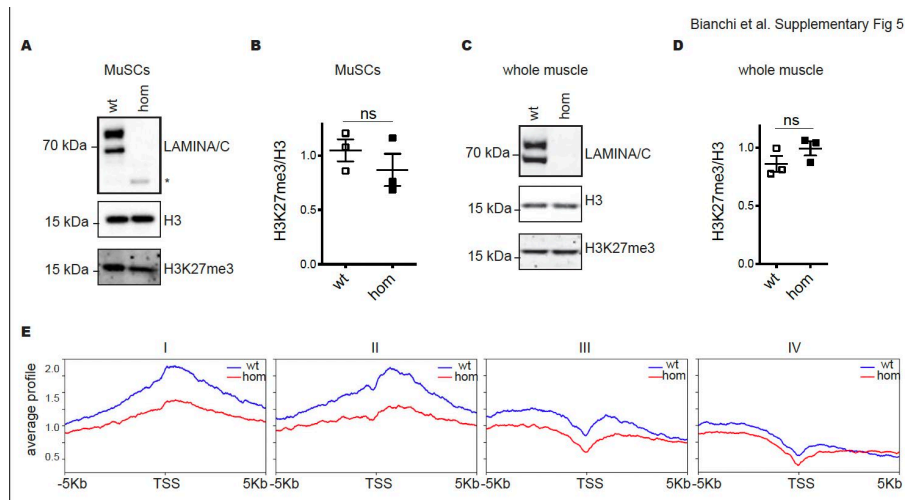 Bianchi et al. Supplementary Fig 5
A
MuSCs
wt
hom
70 kDa
LAMINA/C
*
15 kDa
H3
15 kDa
H3K27me3
B
MuSCs
ns
H3K27me3/H3
1.0
0.5
0.0
wt
hom
C
whole muscle
wt
hom
70 kDa
LAMINA/C
15 kDa
H3
15 kDa
H3K27me3
D
whole muscle
ns
H3K27me3/H3
1.0
0.5
0.0
wt
hom
E
average profile
2.0
1.5
1.0
0.5
I
wt
hom
-5Kb
TSS
5Kb
II
wt
hom
-5Kb
TSS
5Kb
III
wt
hom
-5Kb
TSS
5Kb
IV
wt
hom
-5Kb
TSS
5Kb